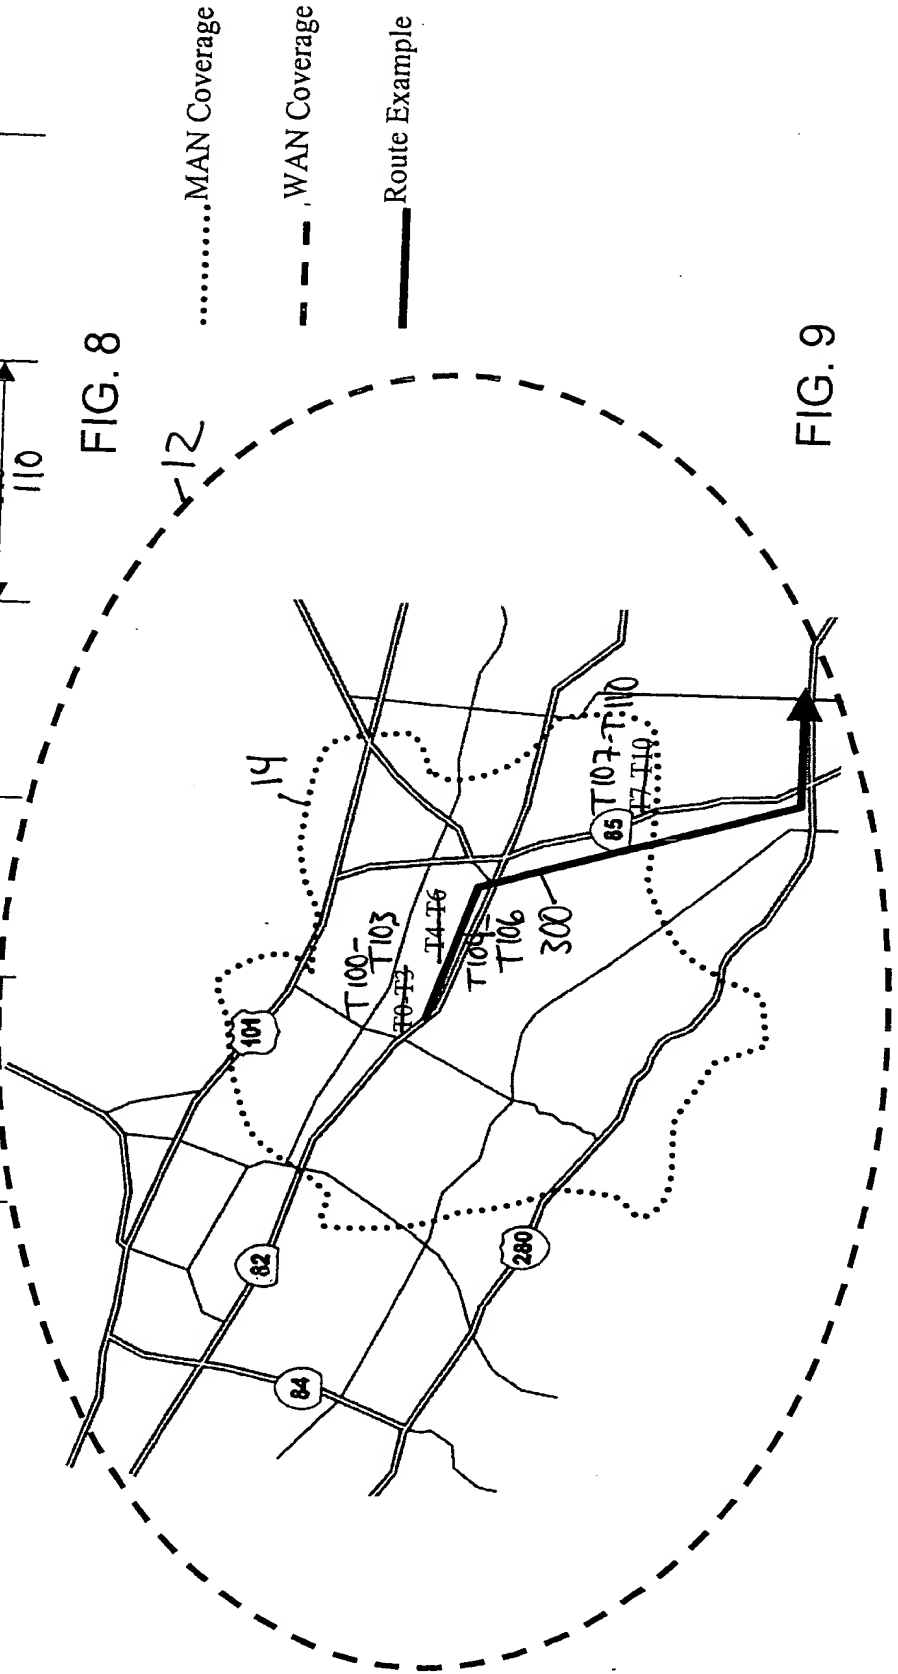 110
FIG. 8
MAN Coverage
WAN Coverage
Route Example
12
14
101
T100-
T103
T0-T3
T4-T6
T104-
T106
300
T107-T110
T7-T10
85
82
280
84
FIG. 9